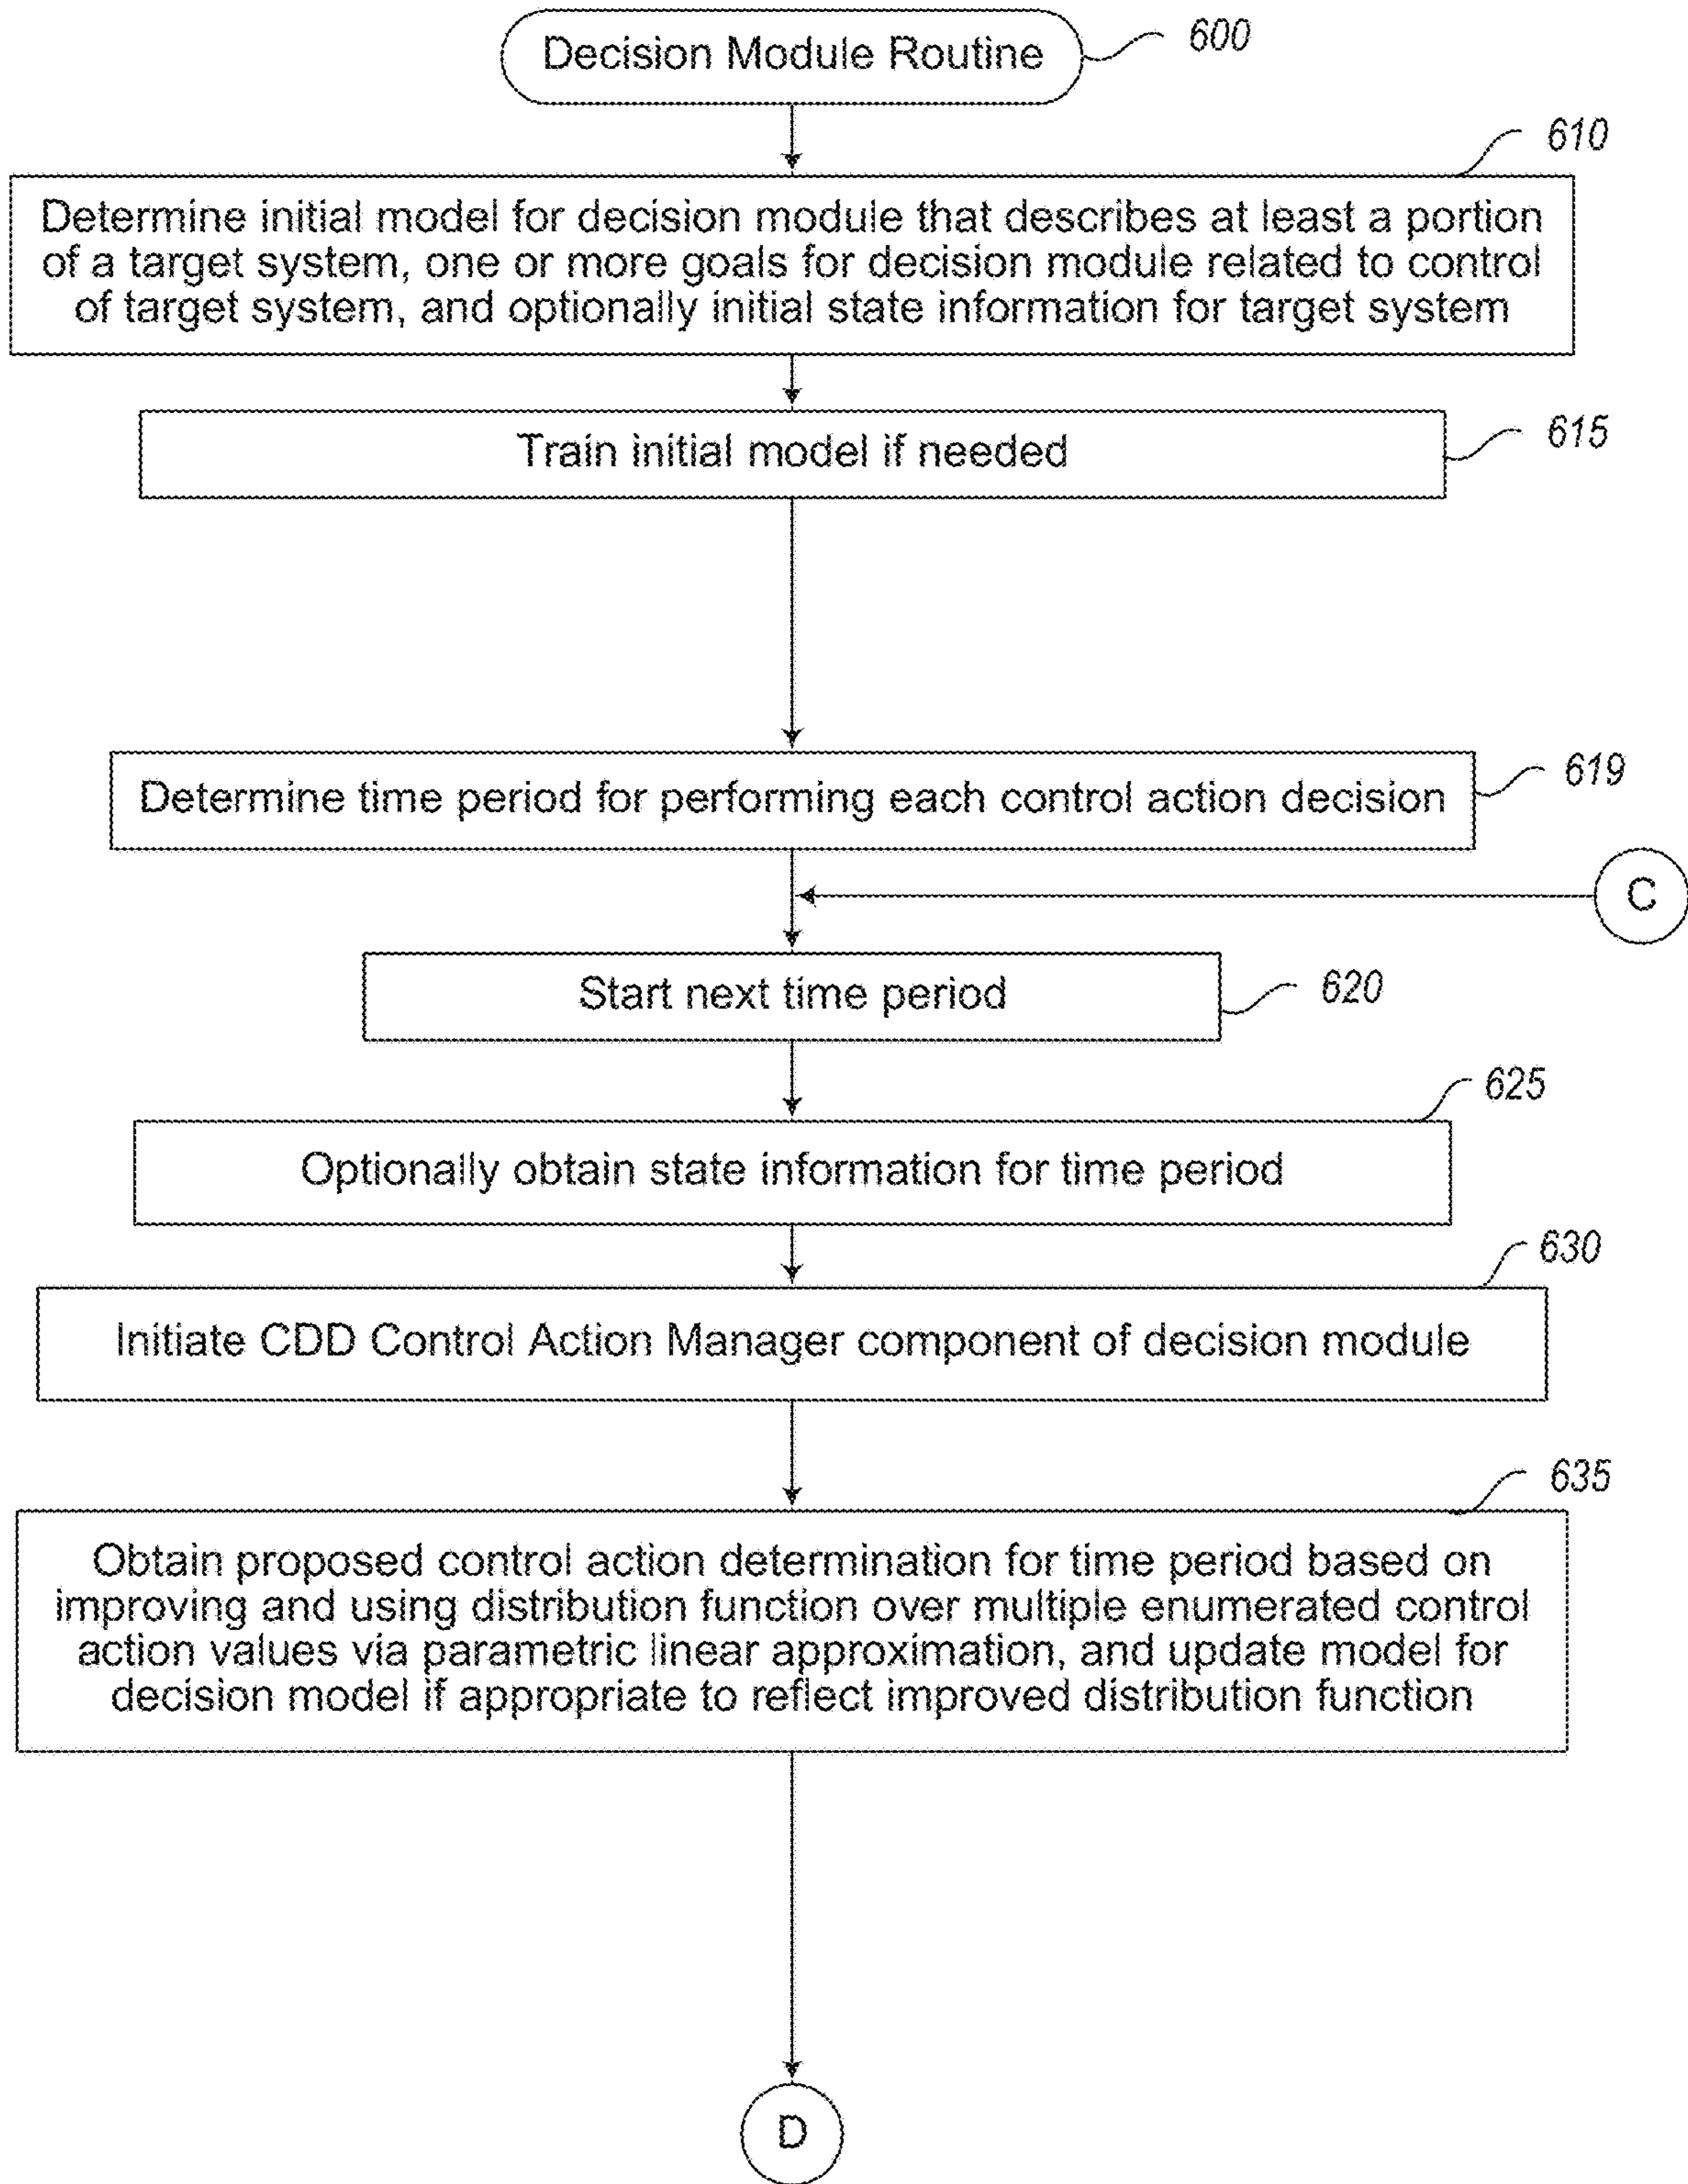 Decision Module Routine
600
610
Determine initial model for decision module that describes at least a portion
of a target system, one or more goals for decision module related to control
of target system, and optionally initial state information for target system
Train initial model if needed
615
Determine time period for performing each control action decision
619
C
Start next time period
620
625
Optionally obtain state information for time period
630
Initiate CDD Control Action Manager component of decision module
635
Obtain proposed control action determination for time period based on
improving and using distribution function over multiple enumerated control
action values via parametric linear approximation, and update model for
decision model if appropriate to reflect improved distribution function
D